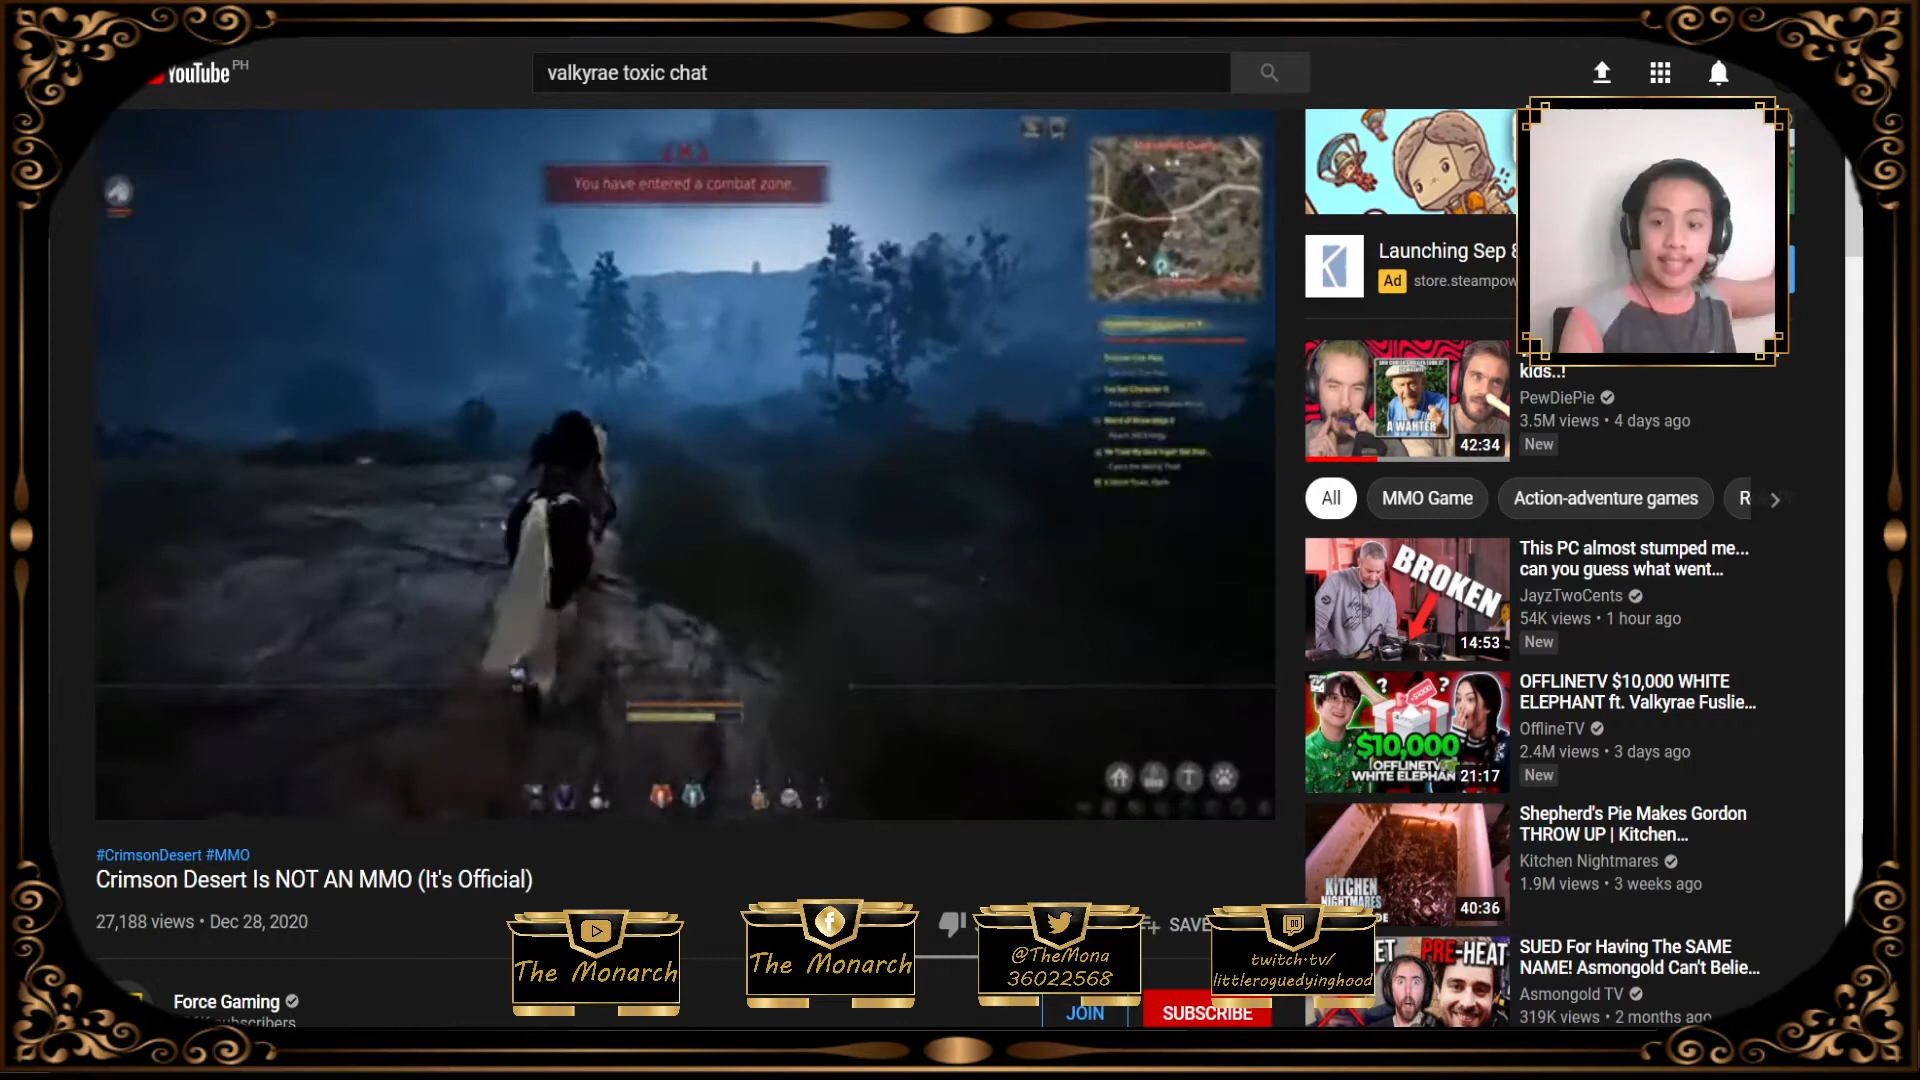 YouTube PH
valkyrae toxic chat
You have entered a combat zone.
Launching Sep 8
Ad store.steampow
kids..!
PewDiePie
3.5M views • 4 days ago
New
A WAHTER
42:34
All
MMO Game
Action-adventure games
R
BROKEN
14:53
This PC almost stumped me...
can you guess what went...
JayzTwoCents
54K views • 1 hour ago
New
$10,000
OFFLINETV
WHITE ELEPHAN
21:17
OFFLINETV $10,000 WHITE
ELEPHANT ft. Valkyrae Fuslie...
OfflineTV
2.4M views • 3 days ago
New
KITCHEN
NIGHTMARES
DE
40:36
Shepherd's Pie Makes Gordon
THROW UP | Kitchen...
Kitchen Nightmares
1.9M views • 3 weeks ago
ET PRE-HEAT
SUED For Having The SAME
NAME! Asmongold Can't Belie...
Asmongold TV
319K views • 2 months ago
#CrimsonDesert #MMO
Crimson Desert Is NOT AN MMO (It's Official)
27,188 views • Dec 28, 2020
SAVE
The Monarch
The Monarch
@TheMona
36022568
twitch.tv/
littleroguedyinghood
Force Gaming
subscribers
JOIN
SUBSCRIBE